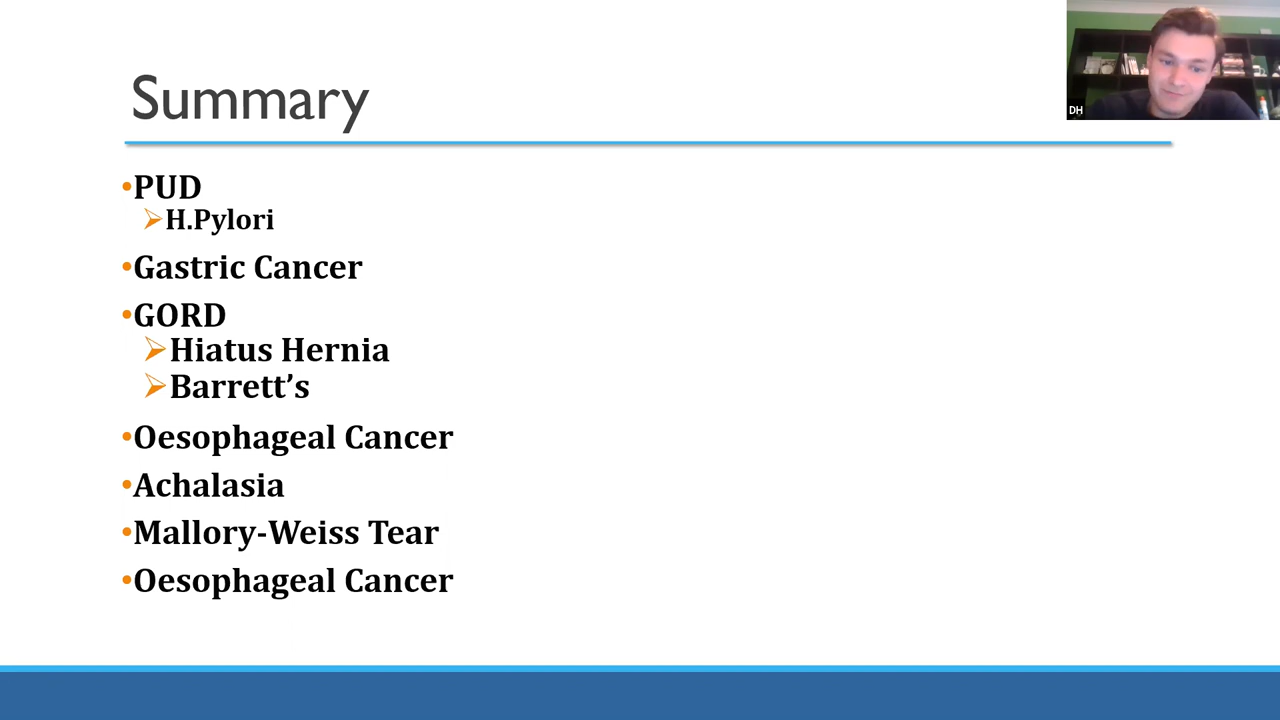 Summary
DH
•PUD
➢H.Pylori
•Gastric Cancer
•GORD
➢Hiatus Hernia
➢Barrett’s
•Oesophageal Cancer
•Achalasia
•Mallory-Weiss Tear
•Oesophageal Cancer